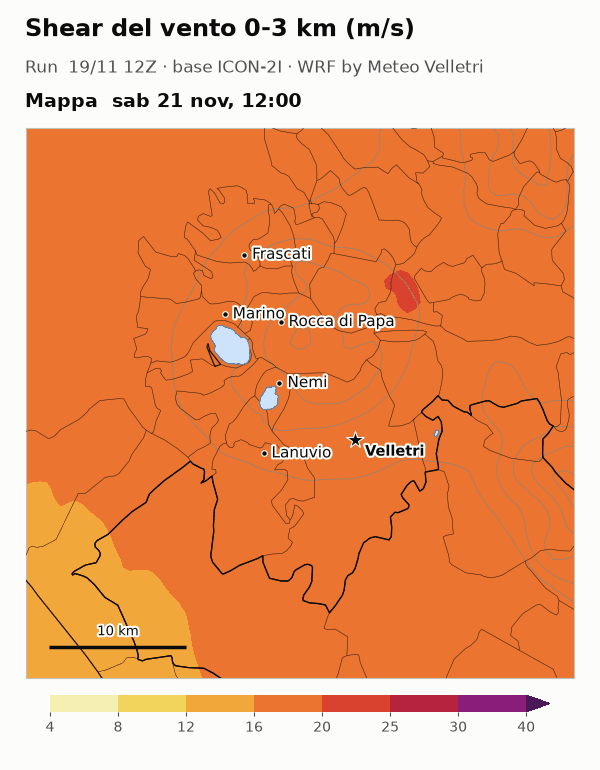 Shear del vento 0-3 km (m/s)
Run  19/11 12Z · base ICON-2I · WRF by Meteo Velletri
Mappa  sab 21 nov, 12:00
Frascati
Marino
Rocca di Papa
Nemi
Velletri
Lanuvio
10 km
4 8 12 16 20 25 30 40